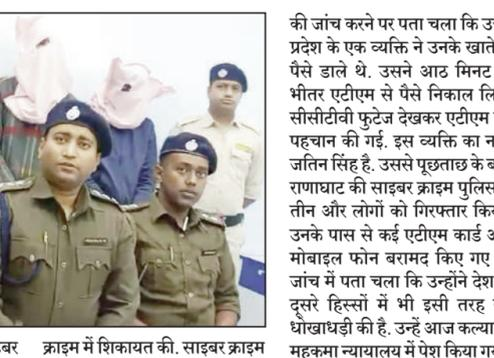 इबर क्राइम में शिकायत की. साइबर क्राइम
की जांच करने पर पता चला कि उ
प्रदेश के एक व्यक्ति ने उनके खाते
पैसे डाले थे. उसने आठ मिनट
भीतर एटीएम से पैसे निकाल लि
सीसीटीवी फुटेज देखकर एटीएम
पहचान की गई. इस व्यक्ति का न
जतिन सिंह है. उससे पूछताछ के ब
राणाघाट की साइबर क्राइम पुलिस
तीन और लोगों को गिरफ्तार किय
उनके पास से कई एटीएम कार्ड अ
मोबाइल फोन बरामद किए गए
जांच में पता चला कि उन्होंने देश
दूसरे हिस्सों में भी इसी तरह
धोखाधड़ी की है. उन्हें आज कल्या
महकमा न्यायालय में पेश किया गय